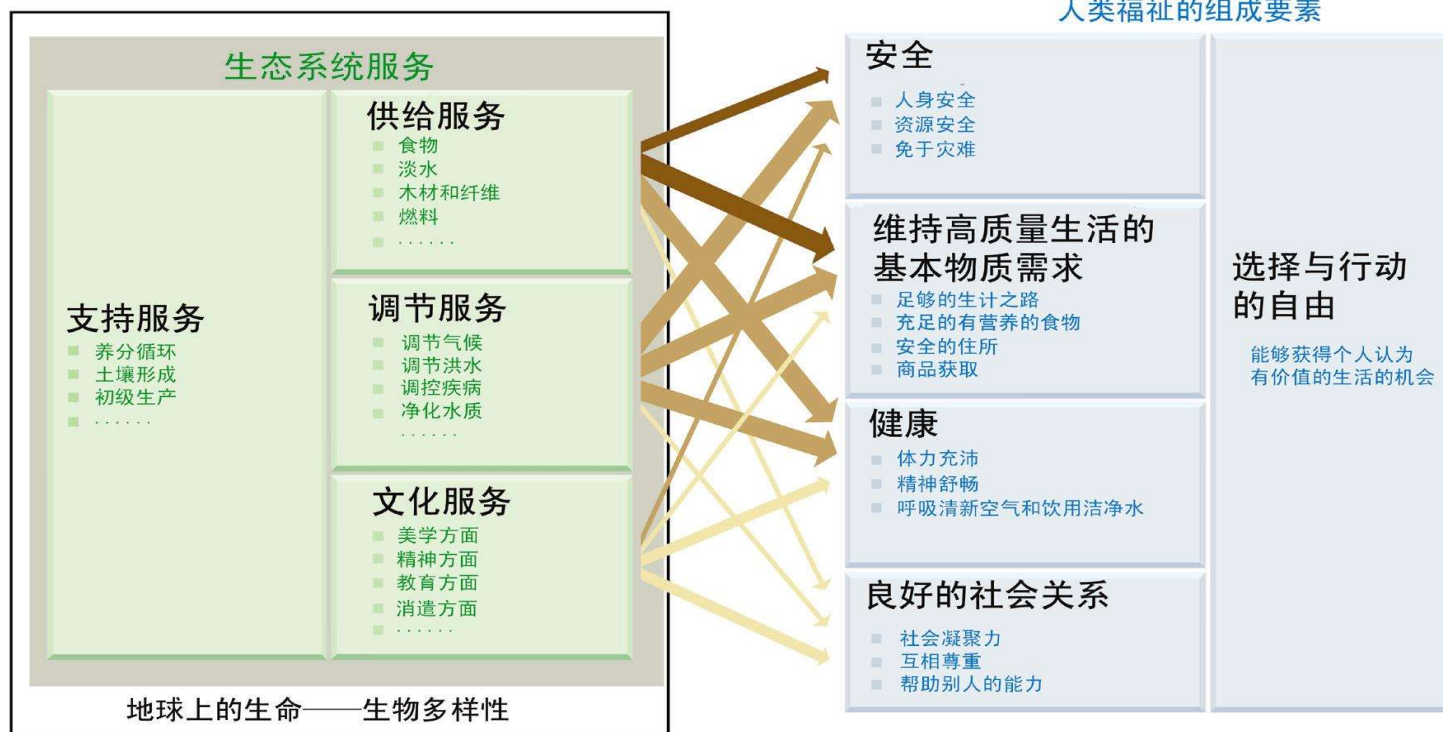 生态系统服务
支持服务
养分循环
土壤形成
初级生产
······
供给服务
食物
淡水
木材和纤维
燃料
······
调节服务
调节气候
调节洪水
调控疾病
净化水质
······
文化服务
美学方面
精神方面
教育方面
消遣方面
······
地球上的生命——生物多样性
人类福祉的组成要素
安全
人身安全
资源安全
免于灾难
维持高质量生活的
基本物质需求
足够的生计之路
充足的有营养的食物
安全的住所
商品获取
健康
体力充沛
精神舒畅
呼吸清新空气和饮用洁净水
良好的社会关系
社会凝聚力
互相尊重
帮助别人的能力
选择与行动
的自由
能够获得个人认为
有价值的生活的机会